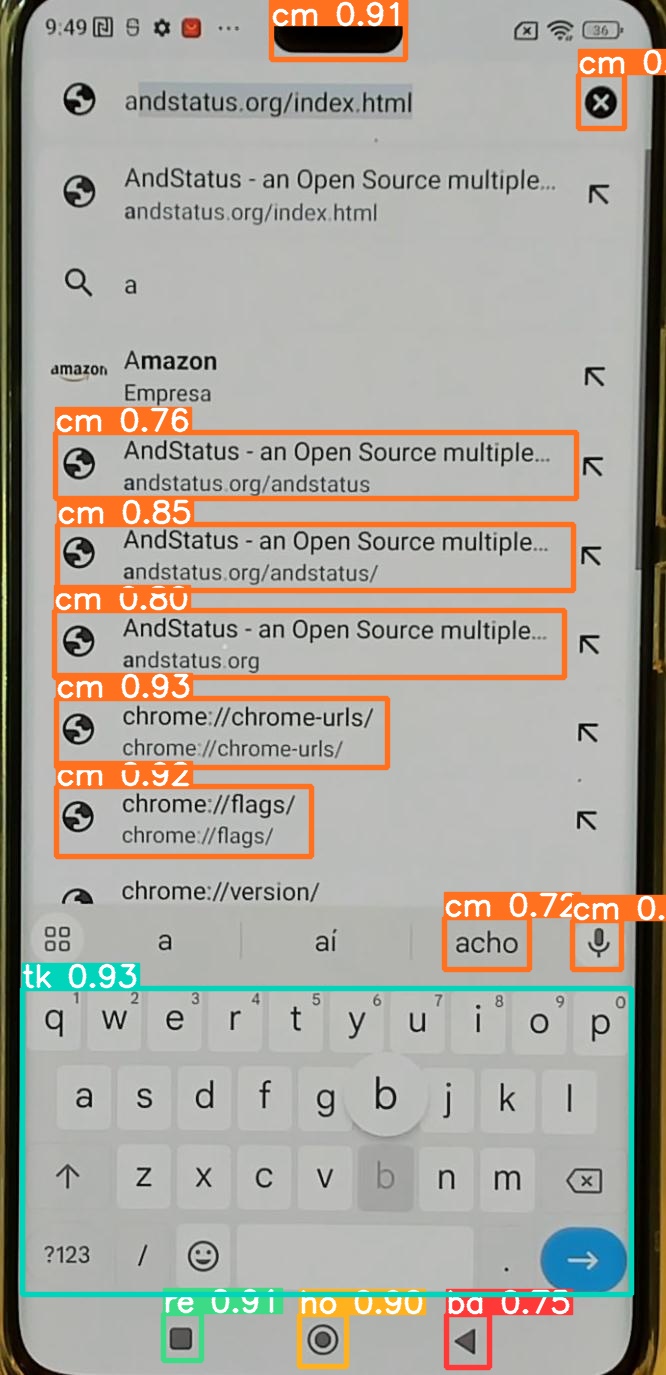 cm 0.91
9:49 ... 36
cm 0.
andstatus.org/index.html
AndStatus - an Open Source multiple...
andstatus.org/index.html
a
amazon Amazon
Empresa
cm 0.76
AndStatus - an Open Source multiple...
andstatus.org/andstatus
cm 0.85
AndStatus - an Open Source multiple...
andstatus.org/andstatus/
cm 0.80
AndStatus - an Open Source multiple...
andstatus.org
cm 0.93
chrome://chrome-urls/
chrome://chrome-urls/
cm 0.92
chrome://flags/
chrome://flags/
chrome://version/
cm 0.72 cm 0.
a aí acho
tk 0.93
1 2 3 4 5 6 7 8 9 0
q w e r t y u i o p
a s d f g b j k l
z x c v b n m
?123 / .
re 0.91 ho 0.90 ba 0.75